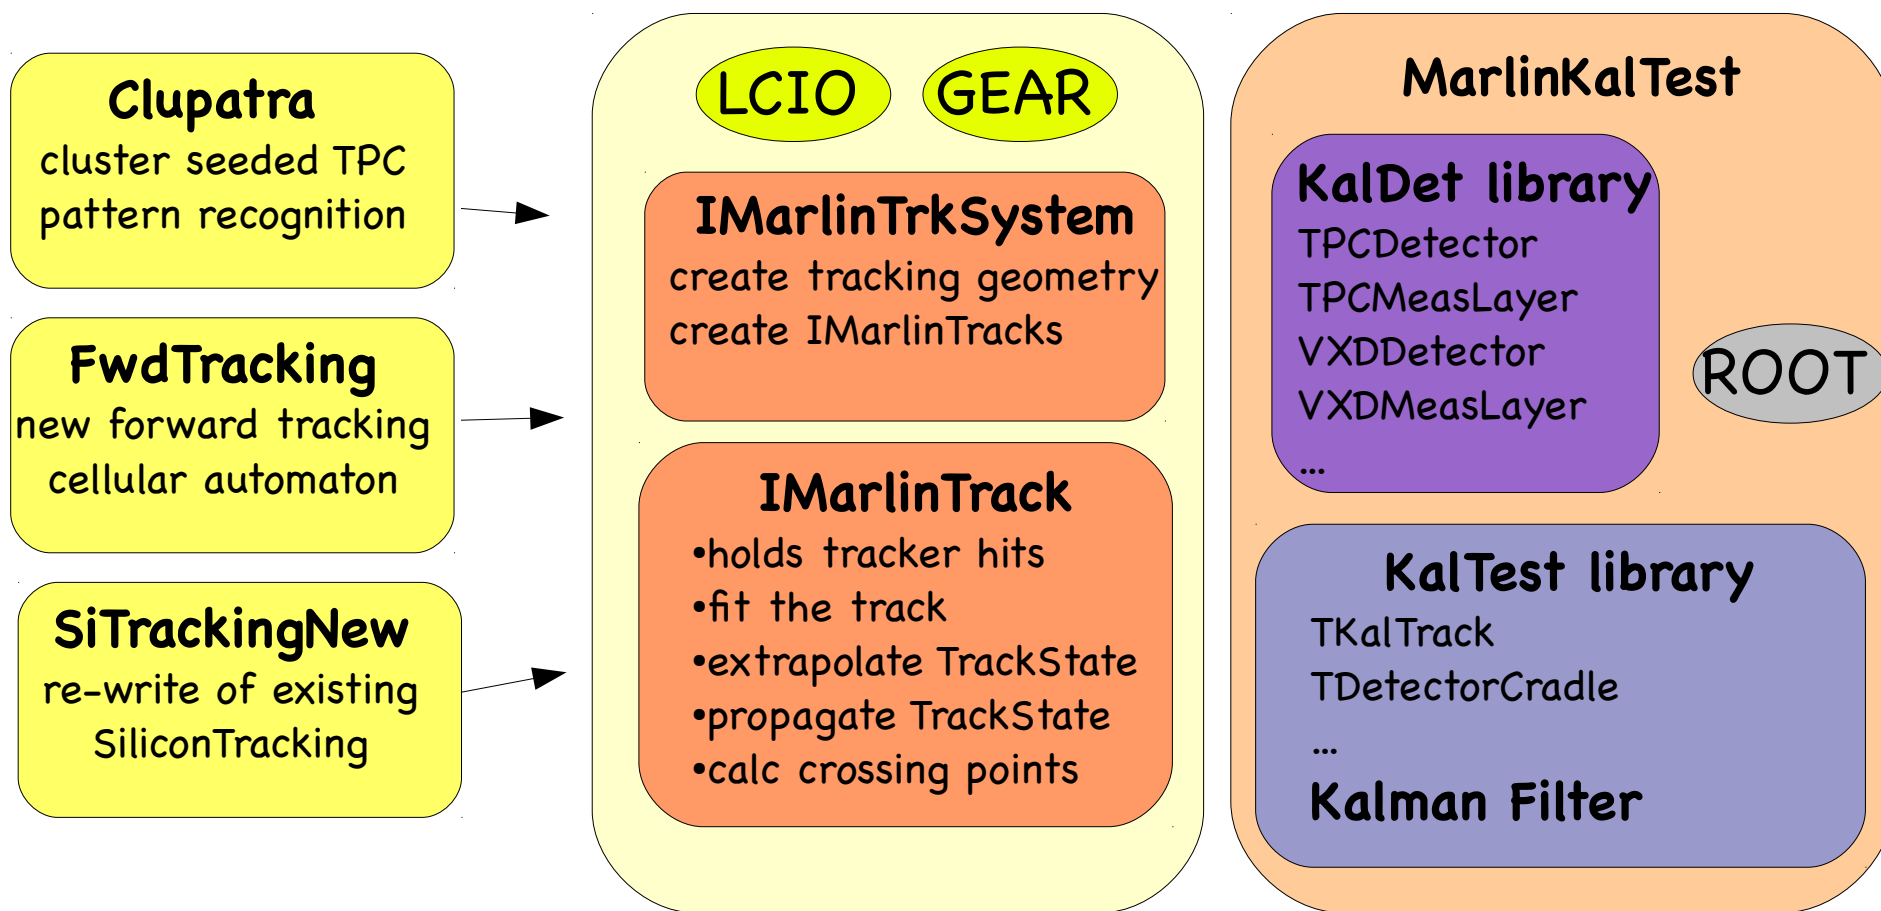 Clupatra
cluster seeded TPC
pattern recognition
FwdTracking
new forward tracking
cellular automaton
SiTrackingNew
re-write of existing
SiliconTracking
LCIO
GEAR
IMarlinTrkSystem
create tracking geometry
create IMarlinTracks
IMarlinTrack
•holds tracker hits
•fit the track
•extrapolate TrackState
•propagate TrackState
•calc crossing points
MarlinKalTest
KalDet library
TPCDetector
TPCMeasLayer
VXDDetector
VXDMeasLayer
...
ROOT
KalTest library
TKalTrack
TDetectorCradle
...
Kalman Filter